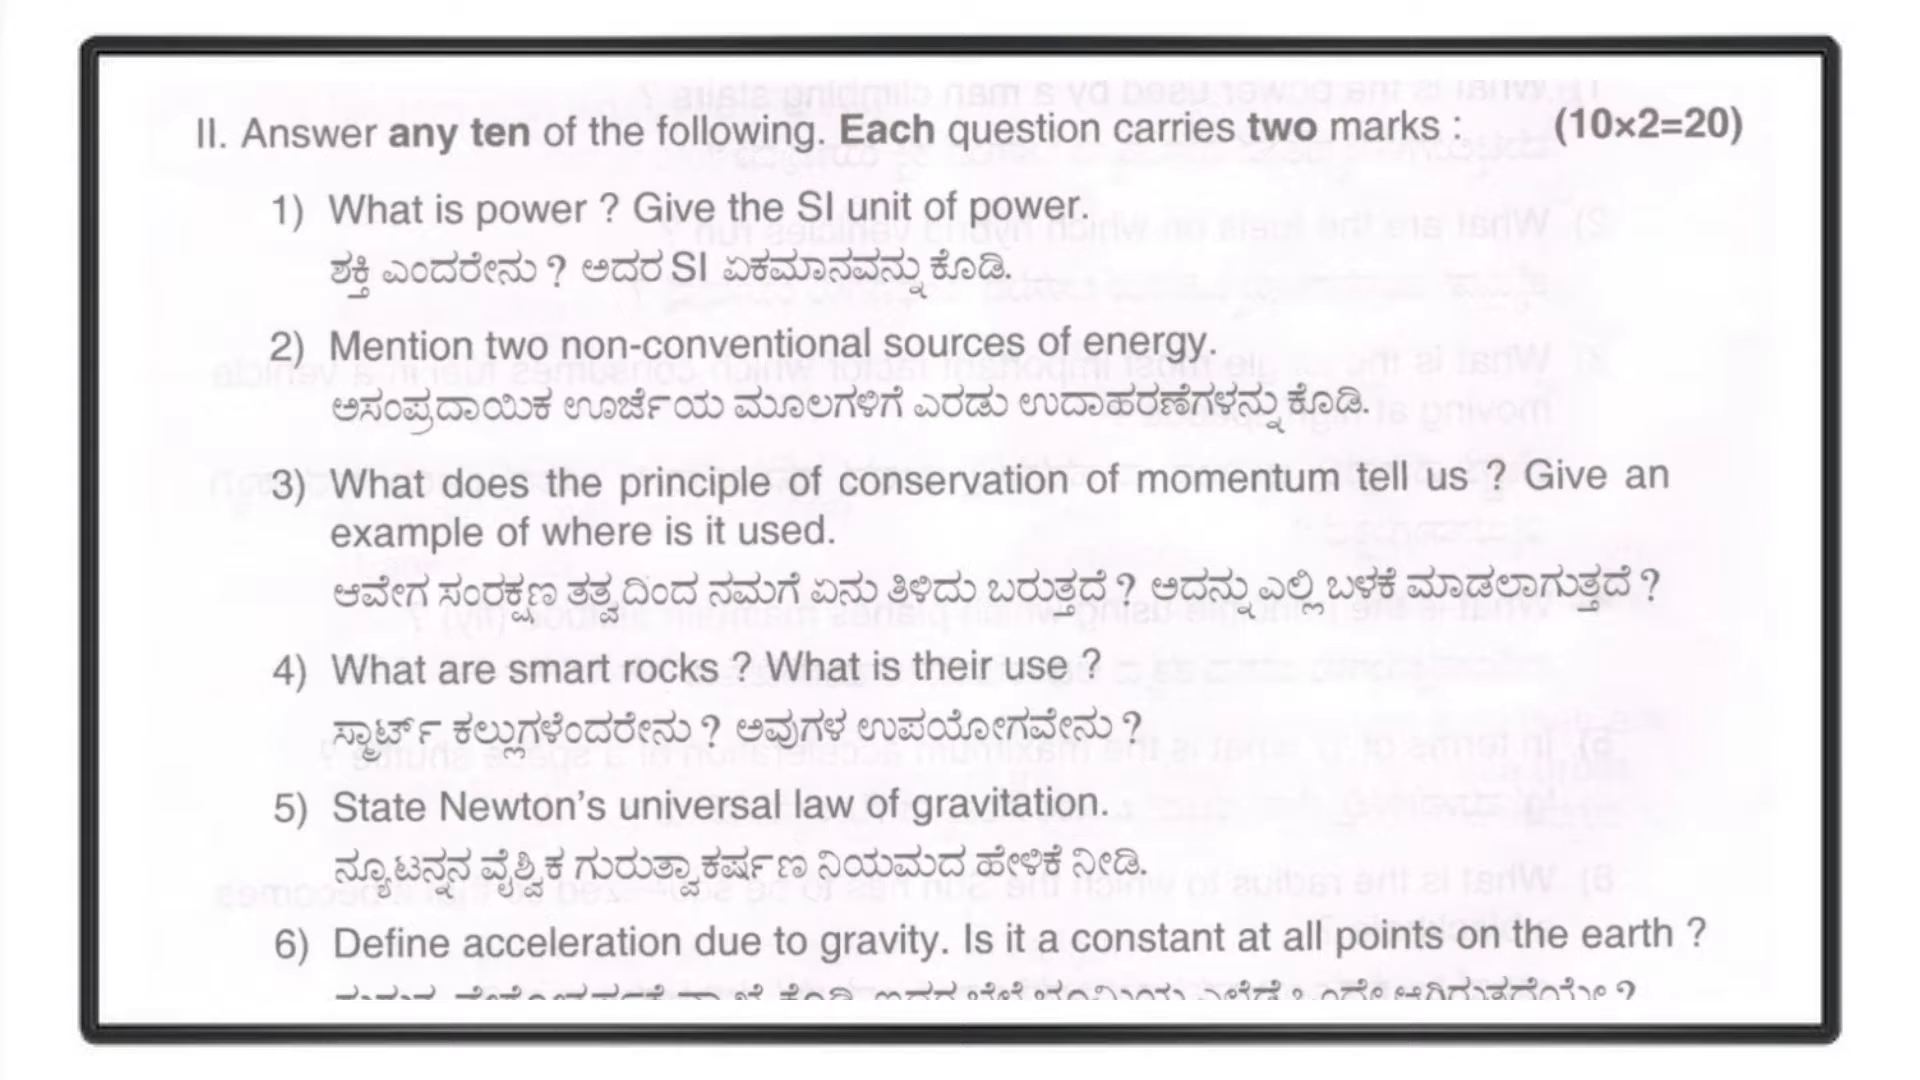 II. Answer any ten of the following. Each question carries two marks : (10×2=20)
1) What is power ? Give the SI unit of power.
ಶಕ್ತಿ ಎಂದರೇನು ? ಅದರ SI ಏಕಮಾನವನ್ನು ಕೊಡಿ.
2) Mention two non-conventional sources of energy.
ಅಸಂಪ್ರದಾಯಿಕ ಊರ್ಜೆಯ ಮೂಲಗಳಿಗೆ ಎರಡು ಉದಾಹರಣೆಗಳನ್ನು ಕೊಡಿ.
3) What does the principle of conservation of momentum tell us ? Give an
example of where is it used.
ಆವೇಗ ಸಂರಕ್ಷಣ ತತ್ವದಿಂದ ನಮಗೆ ಏನು ತಿಳಿದು ಬರುತ್ತದೆ ? ಅದನ್ನು ಎಲ್ಲಿ ಬಳಕೆ ಮಾಡಲಾಗುತ್ತದೆ ?
4) What are smart rocks ? What is their use ?
ಸ್ಮಾರ್ಟ್ ಕಲ್ಲುಗಳೆಂದರೇನು ? ಅವುಗಳ ಉಪಯೋಗವೇನು ?
5) State Newton’s universal law of gravitation.
ನ್ಯೂಟನ್ನನ ವೈಶ್ವಿಕ ಗುರುತ್ವಾಕರ್ಷಣ ನಿಯಮದ ಹೇಳಿಕೆ ನೀಡಿ.
6) Define acceleration due to gravity. Is it a constant at all points on the earth ?